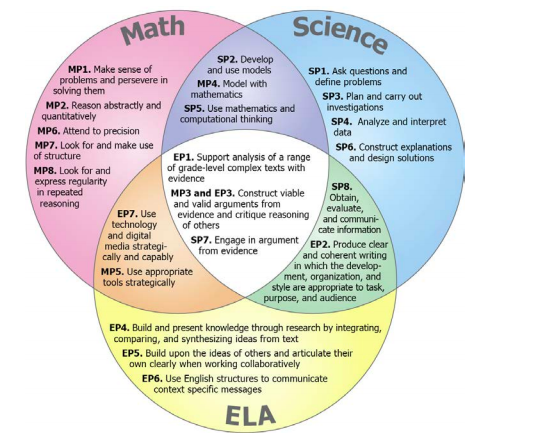 Math
Science
MP1. Make sense of
problems and persevere in
solving them
MP2. Reason abstractly and
quantitatively
MP6. Attend to precision
MP7. Look for and make use
of structure
MP8. Look for and
express regularity
in repeated
reasoning
SP2. Develop
and use models
MP4. Model with
mathematics
SP5. Use mathematics and
computational thinking
SP1. Ask questions and
define problems
SP3. Plan and carry out
investigations
SP4. Analyze and interpret
data
SP6. Construct explanations
and design solutions
EP1. Support analysis of a range
of grade-level complex texts with
evidence
MP3 and EP3. Construct viable
and valid arguments from
evidence and critique reasoning
of others
SP7. Engage in argument
from evidence
EP7. Use
technology
and digital
media strategi-
cally and capably
MP5. Use appropriate
tools strategically
SP8.
Obtain,
evaluate,
and communi-
cate information
EP2. Produce clear
and coherent writing
in which the develop-
ment, organization, and
style are appropriate to task,
purpose, and audience
EP4. Build and present knowledge through research by integrating,
comparing, and synthesizing ideas from text
EP5. Build upon the ideas of others and articulate their
own clearly when working collaboratively
EP6. Use English structures to communicate
context specific messages
ELA